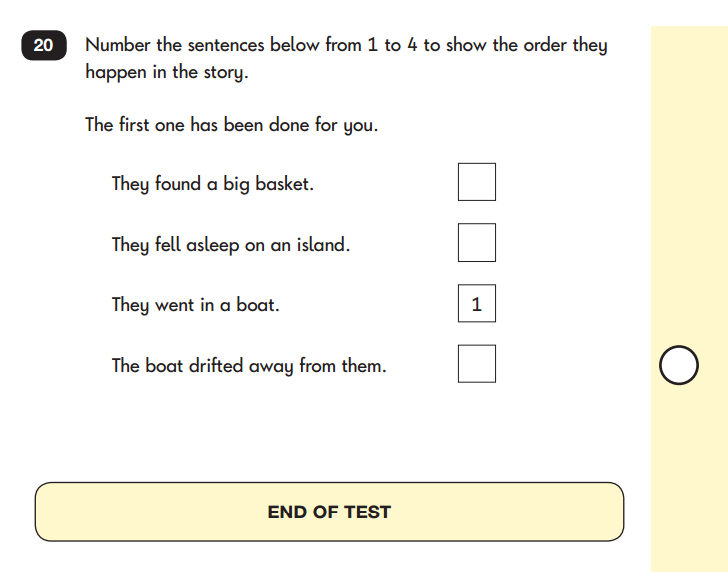 20 Number the sentences below from 1 to 4 to show the order they
happen in the story.
The first one has been done for you.
They found a big basket.
They fell asleep on an island.
They went in a boat. 1
The boat drifted away from them.
END OF TEST